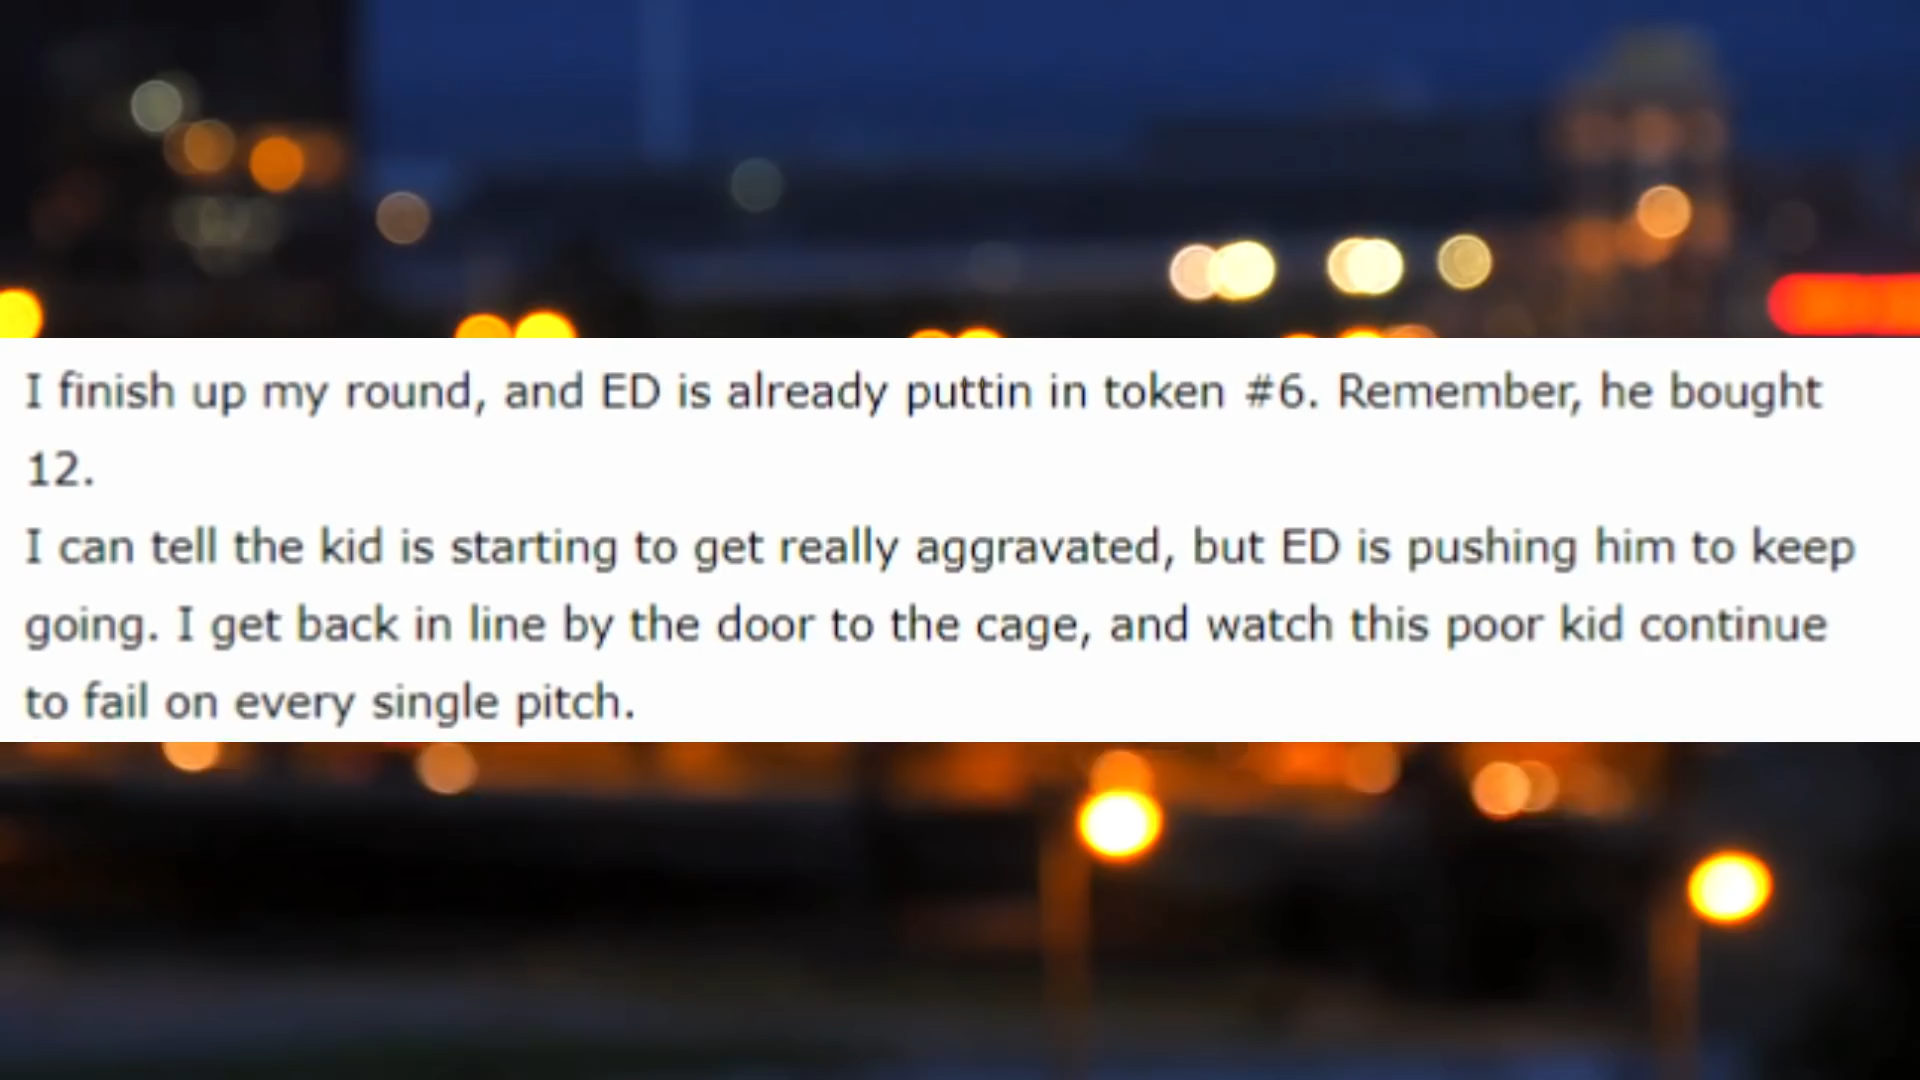 I finish up my round, and ED is already puttin in token #6. Remember, he bought
12.
I can tell the kid is starting to get really aggravated, but ED is pushing him to keep
going. I get back in line by the door to the cage, and watch this poor kid continue
to fail on every single pitch.